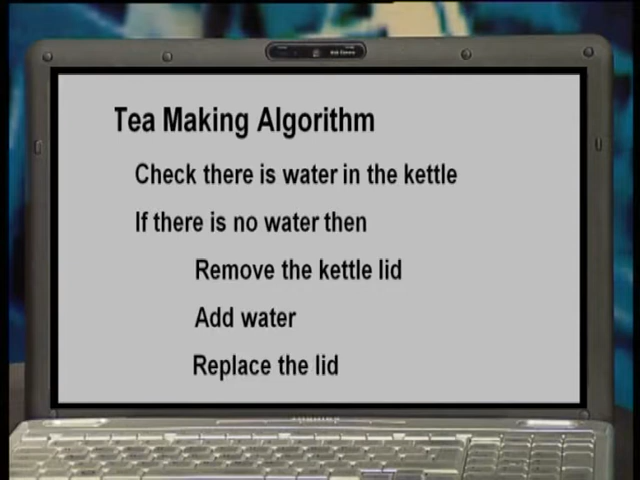 Tea Making Algorithm
Check there is water in the kettle
If there is no water then
Remove the kettle lid
Add water
Replace the lid